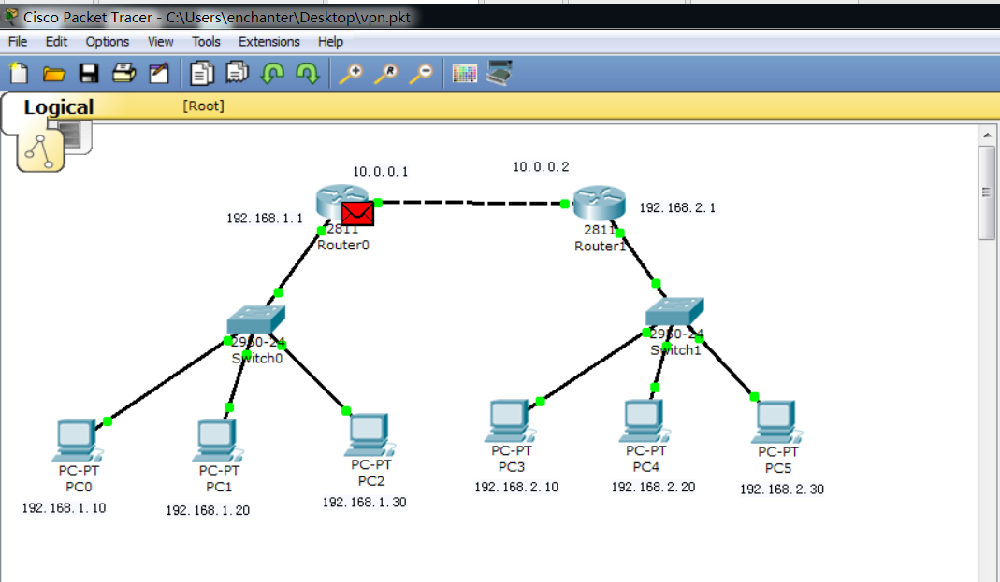 Cisco Packet Tracer - C:\Users\enchanter\Desktop\vpn.pkt
File Edit Options View Tools Extensions Help
Logical [Root]
10.0.0.1
10.0.0.2
192.168.1.1
192.168.2.1
2811
Router0
2811
Router1
2950-24
Switch0
2950-24
Switch1
PC-PT
PC0
192.168.1.10
PC-PT
PC1
192.168.1.20
PC-PT
PC2
192.168.1.30
PC-PT
PC3
192.168.2.10
PC-PT
PC4
192.168.2.20
PC-PT
PC5
192.168.2.30